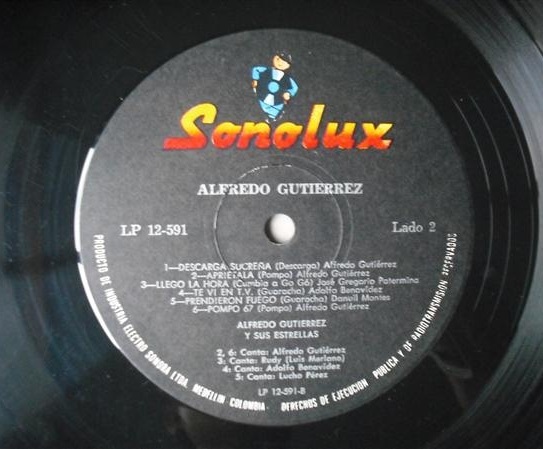 Sonolux
ALFREDO GUTIERREZ
LP 12-591
Lado 2
1—DESCARGA SUCREÑA (Descarga) Alfredo Gutiérrez
2—APRIETALA (Pompo) Alfredo Gutiérrez
3—LLEGO LA HORA (Cumbia a Go G6) José Gregorio Paternina
4—TE VI EN T.V. (Guaracha) Adolfo Benavides
5—PRENDIERON FUEGO (Guaracha) Danuil Montes
6—POMPO 67 (Pompo) Alfredo Gutiérrez
ALFREDO GUTIERREZ
Y SUS ESTRELLAS
2, 6: Canta: Alfredo Gutiérrez
3: Canta: Rudy (Luis Mariano)
4: Canta: Adolfo Benavides
5: Canta: Lucho Pérez
LP 12-591-B
PRODUCTO DE INDUSTRIA ELECTRO SONORA LTDA. MEDELLIN COLOMBIA. DERECHOS DE EJECUCION PUBLICA Y DE RADIOTRANSMISION RESERVADOS